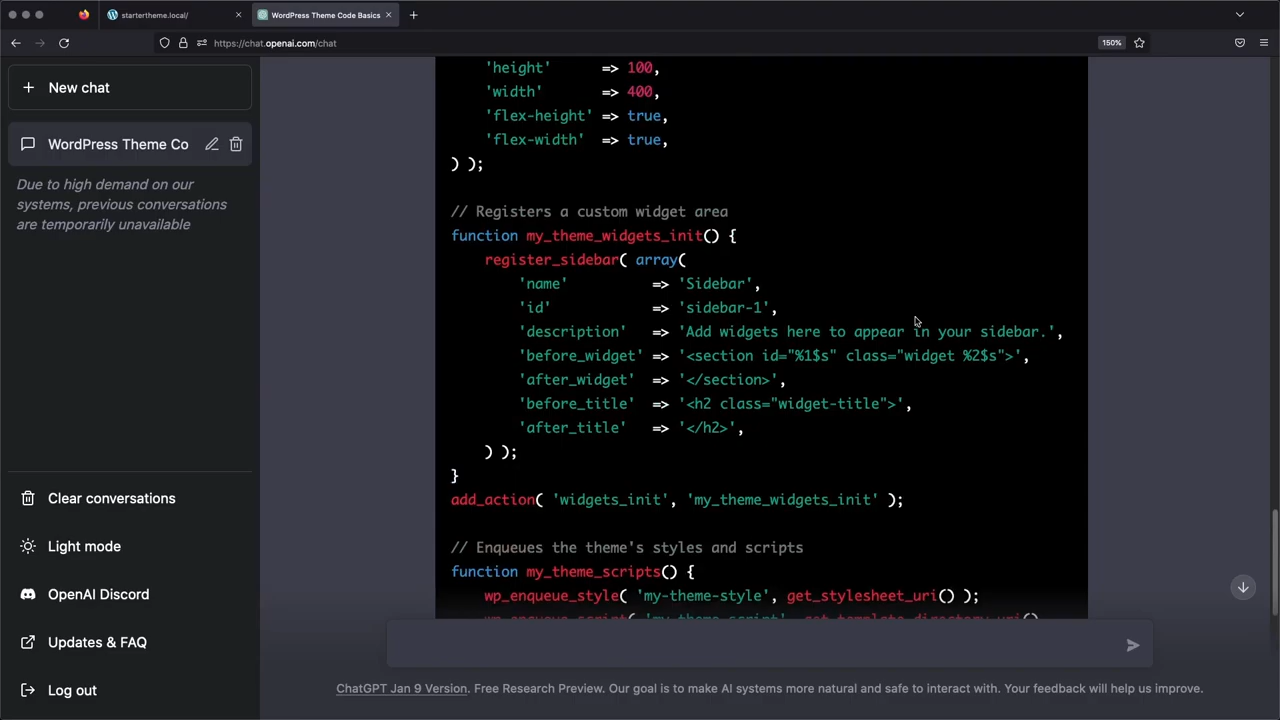 startertheme.local/
WordPress Theme Code Basics
https://chat.openai.com/chat
150%
New chat
WordPress Theme Co
Due to high demand on our
systems, previous conversations
are temporarily unavailable
Clear conversations
Light mode
OpenAI Discord
Updates & FAQ
Log out
'height' => 100,
'width' => 400,
'flex-height' => true,
'flex-width' => true,
) );
// Registers a custom widget area
function my_theme_widgets_init() {
register_sidebar( array(
'name' => 'Sidebar',
'id' => 'sidebar-1',
'description' => 'Add widgets here to appear in your sidebar.',
'before_widget' => '<section id="%1$s" class="widget %2$s">',
'after_widget' => '</section>',
'before_title' => '<h2 class="widget-title">',
'after_title' => '</h2>',
) );
}
add_action( 'widgets_init', 'my_theme_widgets_init' );
// Enqueues the theme's styles and scripts
function my_theme_scripts() {
wp_enqueue_style( 'my-theme-style', get_stylesheet_uri() );
wp_enqueue_script( 'my-theme-script', get_template_directory_uri()
ChatGPT Jan 9 Version. Free Research Preview. Our goal is to make AI systems more natural and safe to interact with. Your feedback will help us improve.